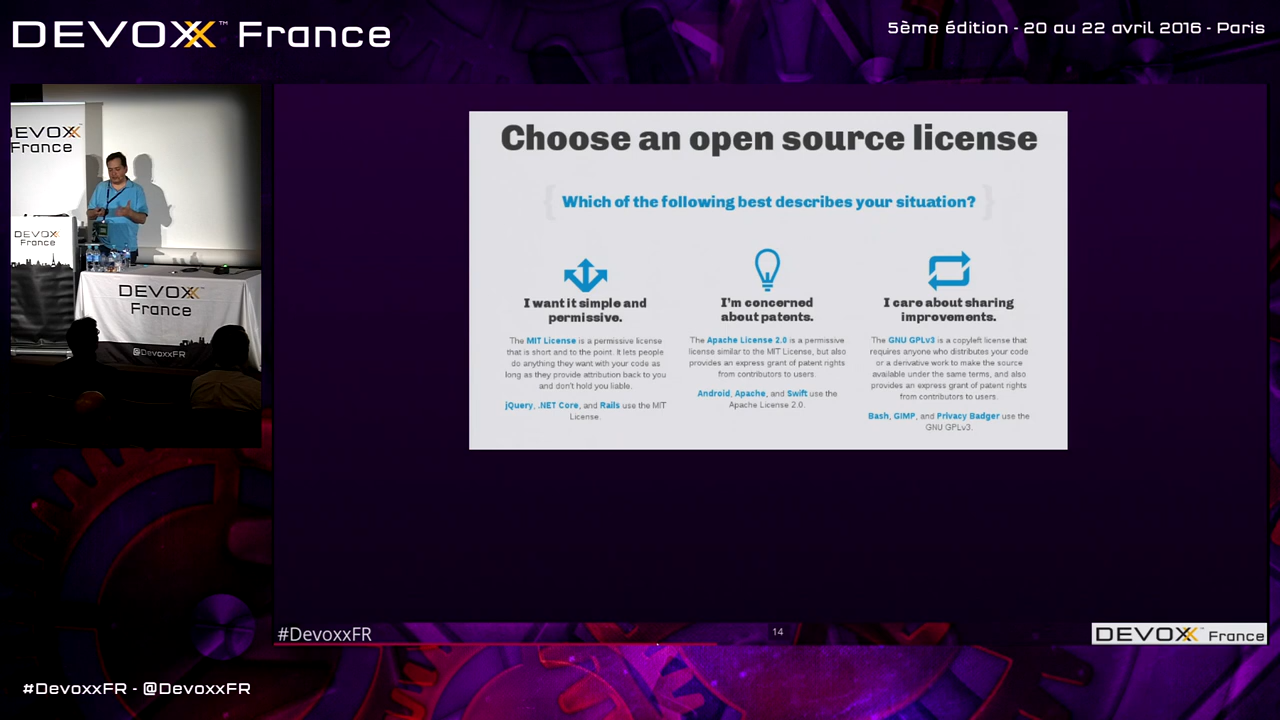 DEVOXX™ France
5ème édition - 20 au 22 avril 2016 - Paris
DEVOXX
France
DEVOXX
France
DEVOXX
France
@DevoxxFR
Choose an open source license
{ Which of the following best describes your situation? }
I want it simple and
permissive.
The MIT License is a permissive license
that is short and to the point. It lets people
do anything they want with your code as
long as they provide attribution back to you
and don't hold you liable.
jQuery, .NET Core, and Rails use the MIT
License.
I'm concerned
about patents.
The Apache License 2.0 is a permissive
license similar to the MIT License, but also
provides an express grant of patent rights
from contributors to users.
Android, Apache, and Swift use the
Apache License 2.0.
I care about sharing
improvements.
The GNU GPLv3 is a copyleft license that
requires anyone who distributes your code
or a derivative work to make the source
available under the same terms, and also
provides an express grant of patent rights
from contributors to users.
Bash, GIMP, and Privacy Badger use the
GNU GPLv3.
#DevoxxFR
14
DEVOXX France
#DevoxxFR - @DevoxxFR